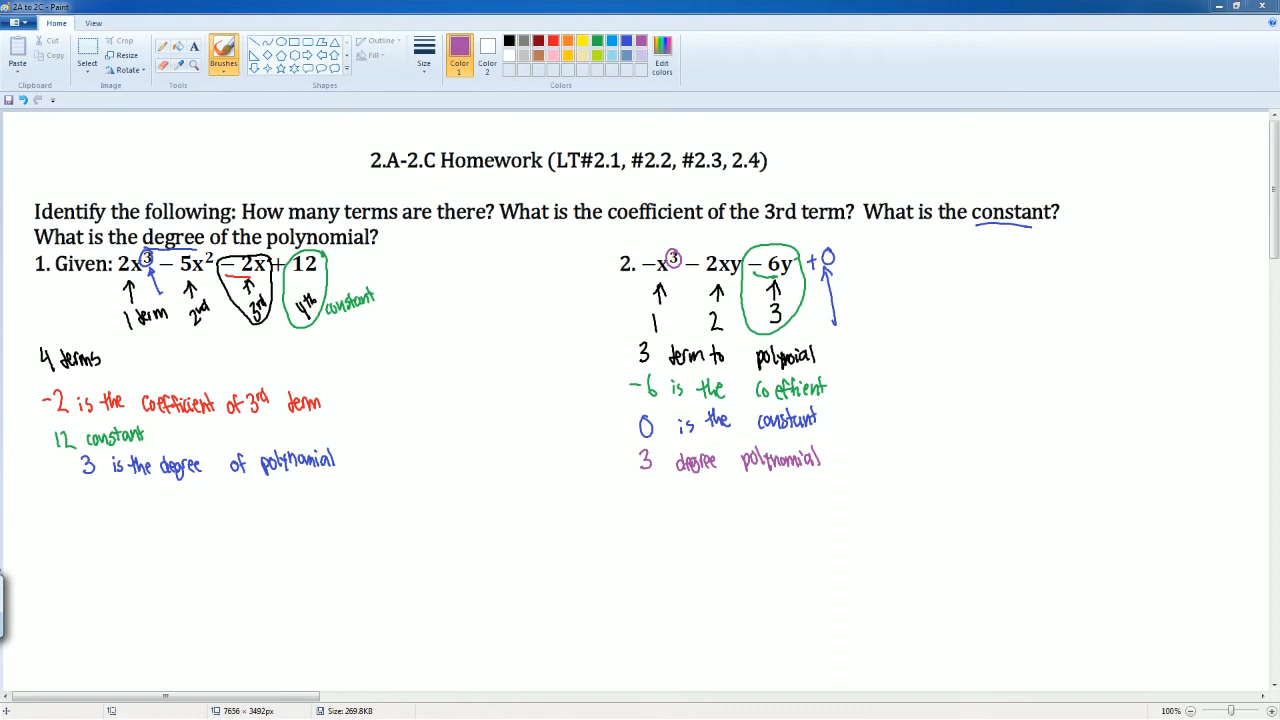 2A to 2C - Paint
Home View
Cut
Copy
Paste
Clipboard
Select
Crop
Resize
Rotate
Image
A
Tools
Brushes
Outline
Fill
Shapes
Size
Color 1
Color 2
Edit colors
Colors
2.A-2.C Homework (LT#2.1, #2.2, #2.3, 2.4)
Identify the following: How many terms are there? What is the coefficient of the 3rd term? What is the constant?
What is the degree of the polynomial?
1. Given: 2x³ − 5x² − 2x + 12
1 term 2nd 3rd 4th constant
4 terms
-2 is the coefficient of 3rd term
12 constant
3 is the degree of polynomial
2. −x³ − 2xy − 6y + 0
1 2 3
3 term to polynoial
-6 is the coeffient
0 is the constant
3 degree polynomial
7656 × 3492px
Size: 269.8KB
100%